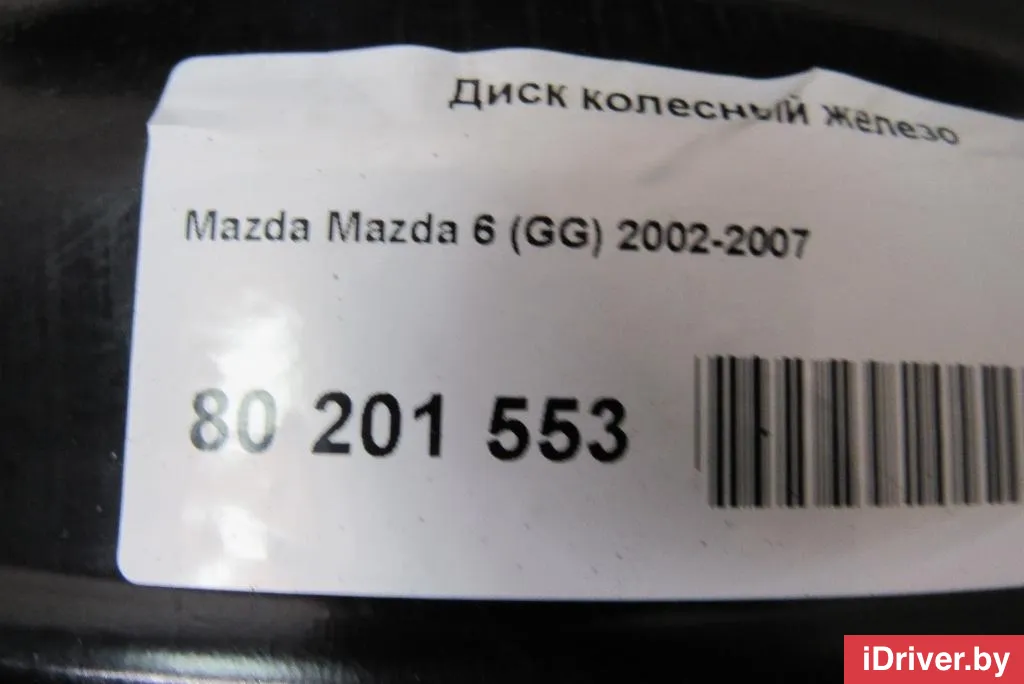 Диск колесный железо
Mazda Mazda 6 (GG) 2002-2007
80 201 553
iDriver.by